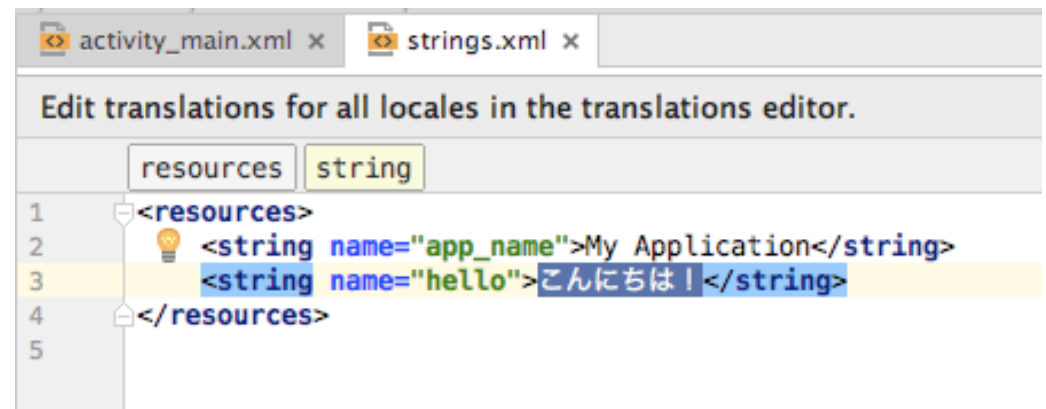 activity_main.xml × strings.xml ×
Edit translations for all locales in the translations editor.
resources string
1 <resources>
2 <string name="app_name">My Application</string>
3 <string name="hello">こんにちは！</string>
4 </resources>
5